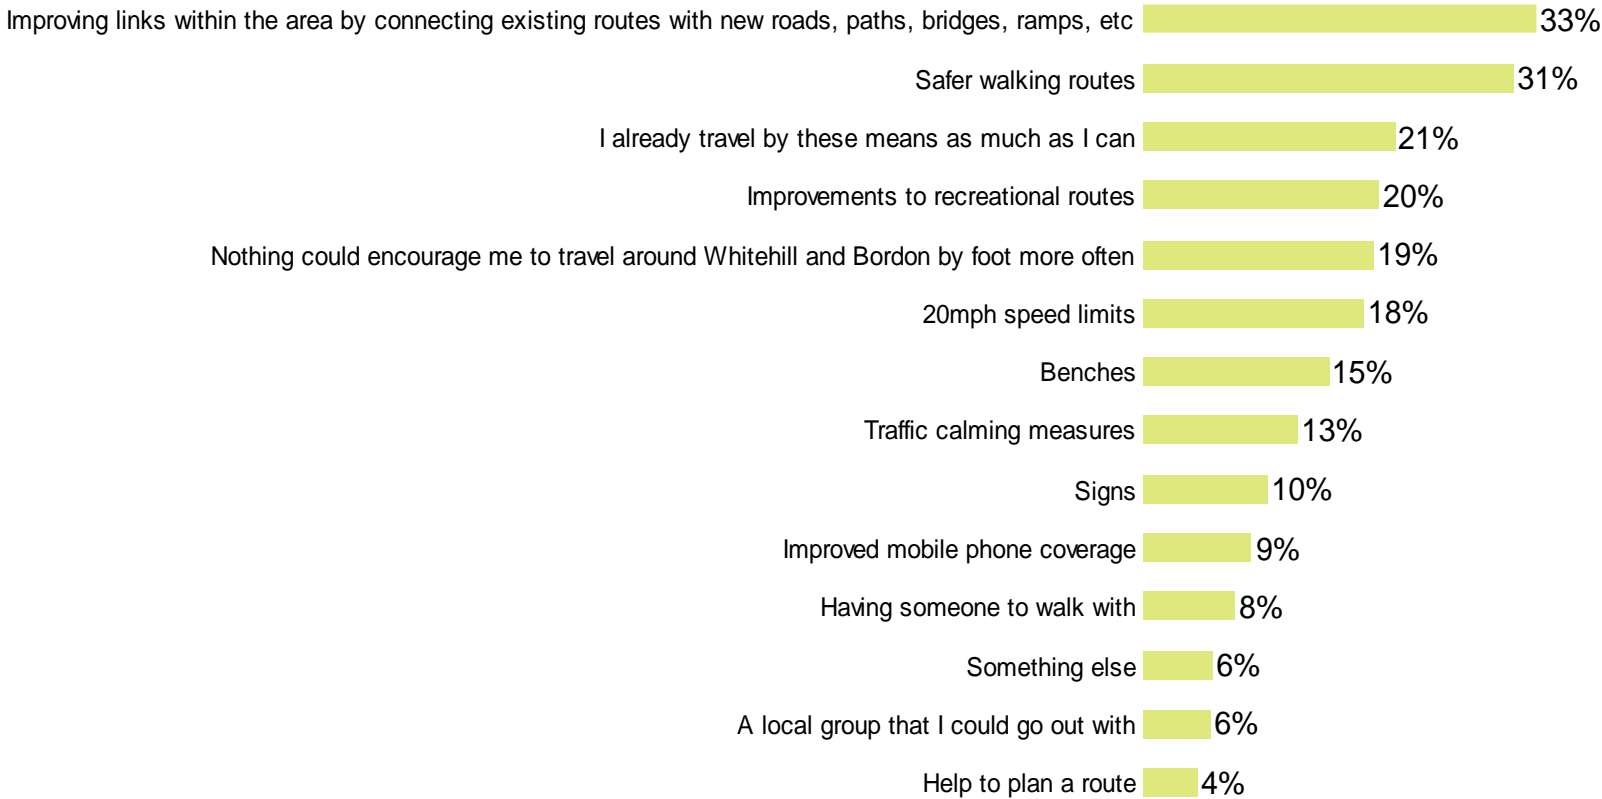 Improving links within the area by connecting existing routes with new roads, paths, bridges, ramps, etc 33%
Safer walking routes 31%
I already travel by these means as much as I can 21%
Improvements to recreational routes 20%
Nothing could encourage me to travel around Whitehill and Bordon by foot more often 19%
20mph speed limits 18%
Benches 15%
Traffic calming measures 13%
Signs 10%
Improved mobile phone coverage 9%
Having someone to walk with 8%
Something else 6%
A local group that I could go out with 6%
Help to plan a route 4%